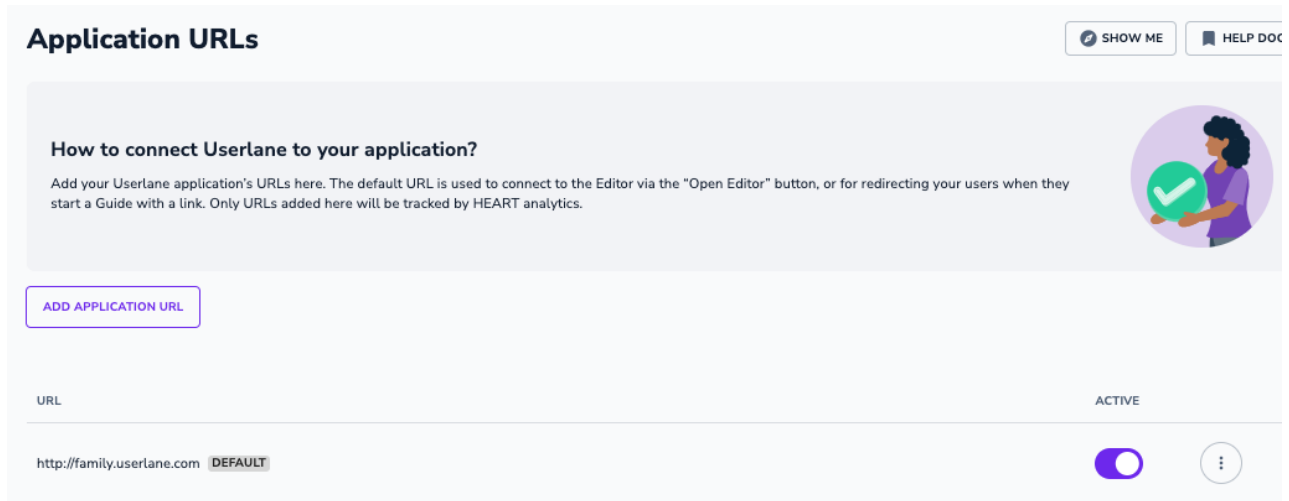 Application URLs
SHOW ME
HELP DOC
How to connect Userlane to your application?
Add your Userlane application’s URLs here. The default URL is used to connect to the Editor via the “Open Editor” button, or for redirecting your users when they
start a Guide with a link. Only URLs added here will be tracked by HEART analytics.
ADD APPLICATION URL
URL ACTIVE
http://family.userlane.com DEFAULT